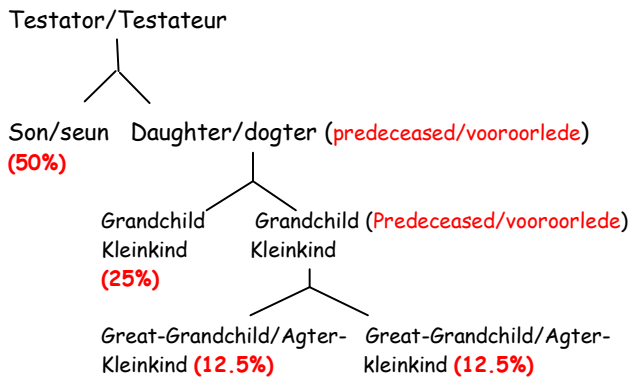 Testator/Testateur
Son/seun Daughter/dogter (predeceased/vooroorlede)
(50%)
Grandchild Grandchild (Predeceased/vooroorlede)
Kleinkind Kleinkind
(25%)
Great-Grandchild/Agter- Great-Grandchild/Agter-
Kleinkind (12.5%) kleinkind (12.5%)